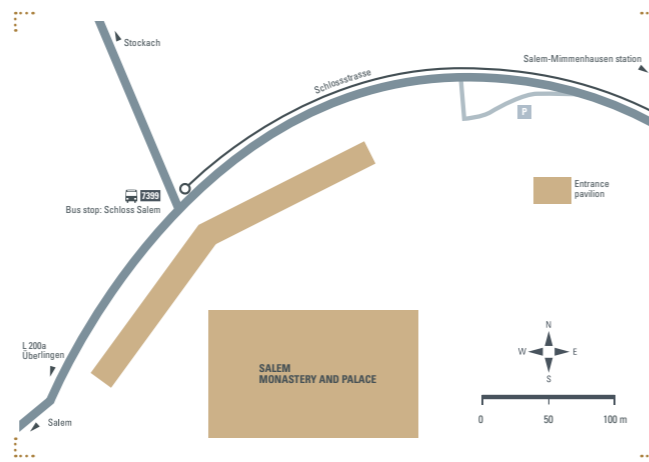 Stockach
Salem-Mimmenhausen station
Schlossstrasse
P
7399
Bus stop: Schloss Salem
Entrance
pavilion
L 200a
Überlingen
SALEM
MONASTERY AND PALACE
N
W E
S
Salem
0 50 100 m